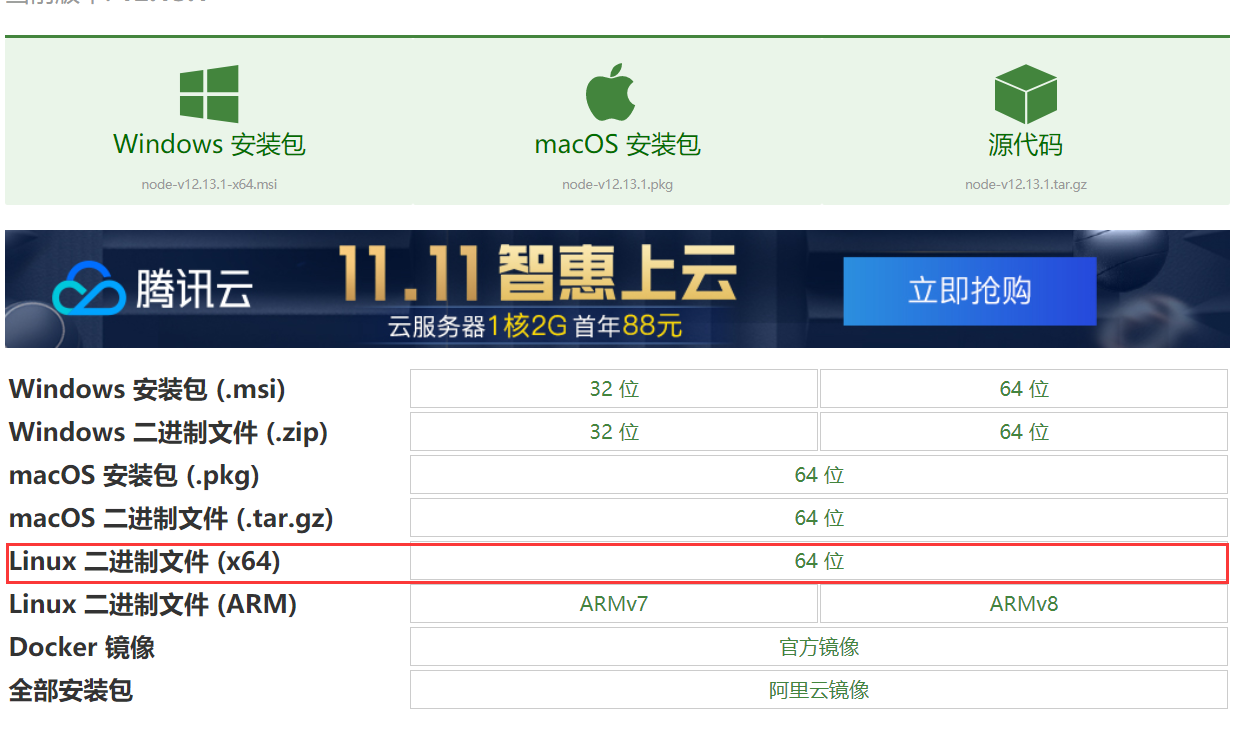 Windows 安装包
macOS 安装包
源代码
node-v12.13.1-x64.msi
node-v12.13.1.pkg
node-v12.13.1.tar.gz
腾讯云
11.11 智惠上云
云服务器1核2G 首年88元
立即抢购
Windows 安装包 (.msi) 32 位 64 位
Windows 二进制文件 (.zip) 32 位 64 位
macOS 安装包 (.pkg) 64 位
macOS 二进制文件 (.tar.gz) 64 位
Linux 二进制文件 (x64) 64 位
Linux 二进制文件 (ARM) ARMv7 ARMv8
Docker 镜像 官方镜像
全部安装包 阿里云镜像